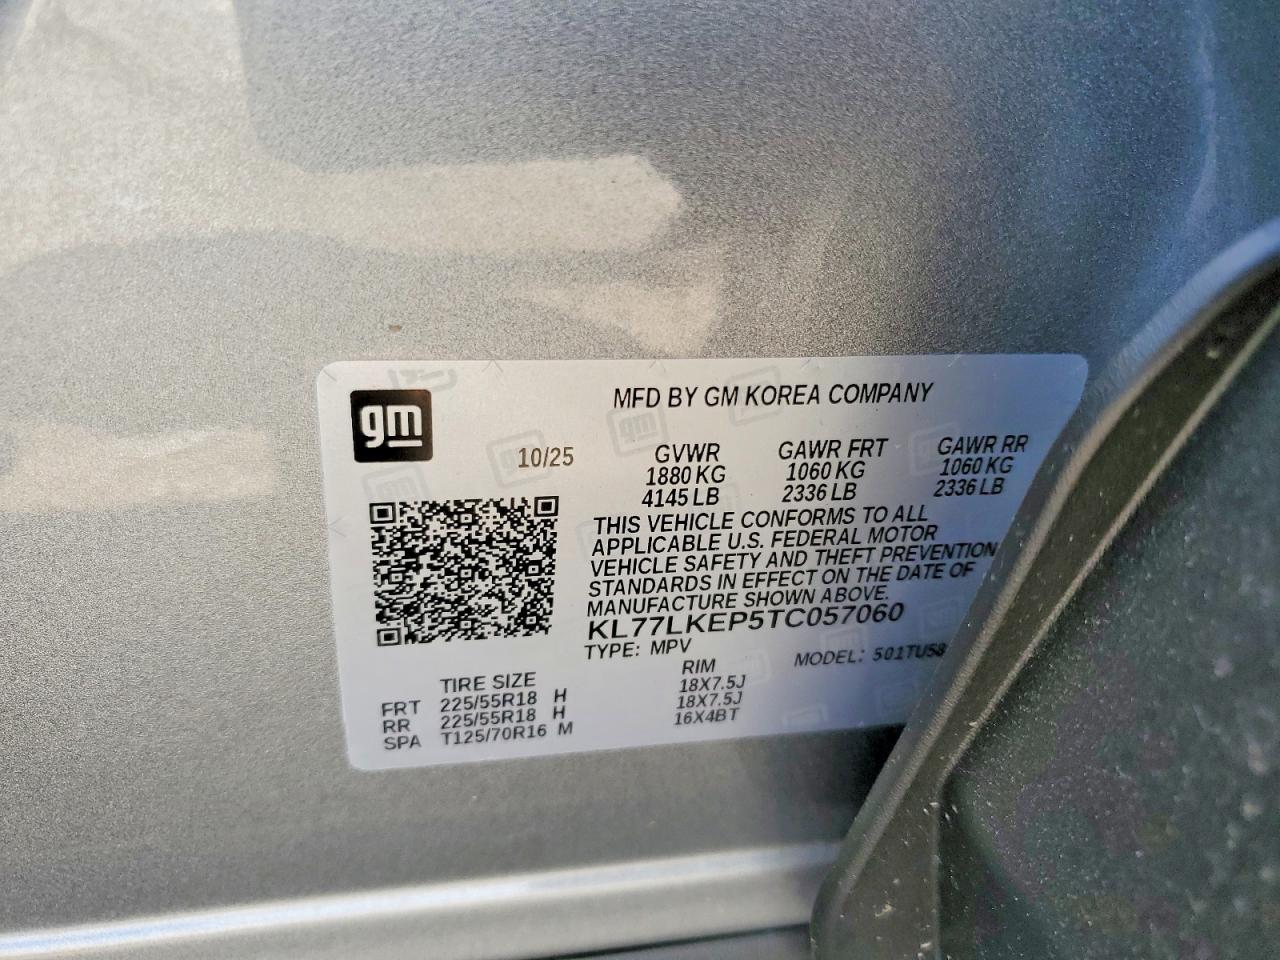 gm
MFD BY GM KOREA COMPANY
10/25 GVWR GAWR FRT GAWR RR
1880 KG 1060 KG 1060 KG
4145 LB 2336 LB 2336 LB
THIS VEHICLE CONFORMS TO ALL
APPLICABLE U.S. FEDERAL MOTOR
VEHICLE SAFETY AND THEFT PREVENTION
STANDARDS IN EFFECT ON THE DATE OF
MANUFACTURE SHOWN ABOVE.
KL77LKEP5TC057060
TYPE: MPV MODEL: 501TU58
TIRE SIZE RIM
FRT 225/55R18 H 18X7.5J
RR 225/55R18 H 18X7.5J
SPA T125/70R16 M 16X4BT